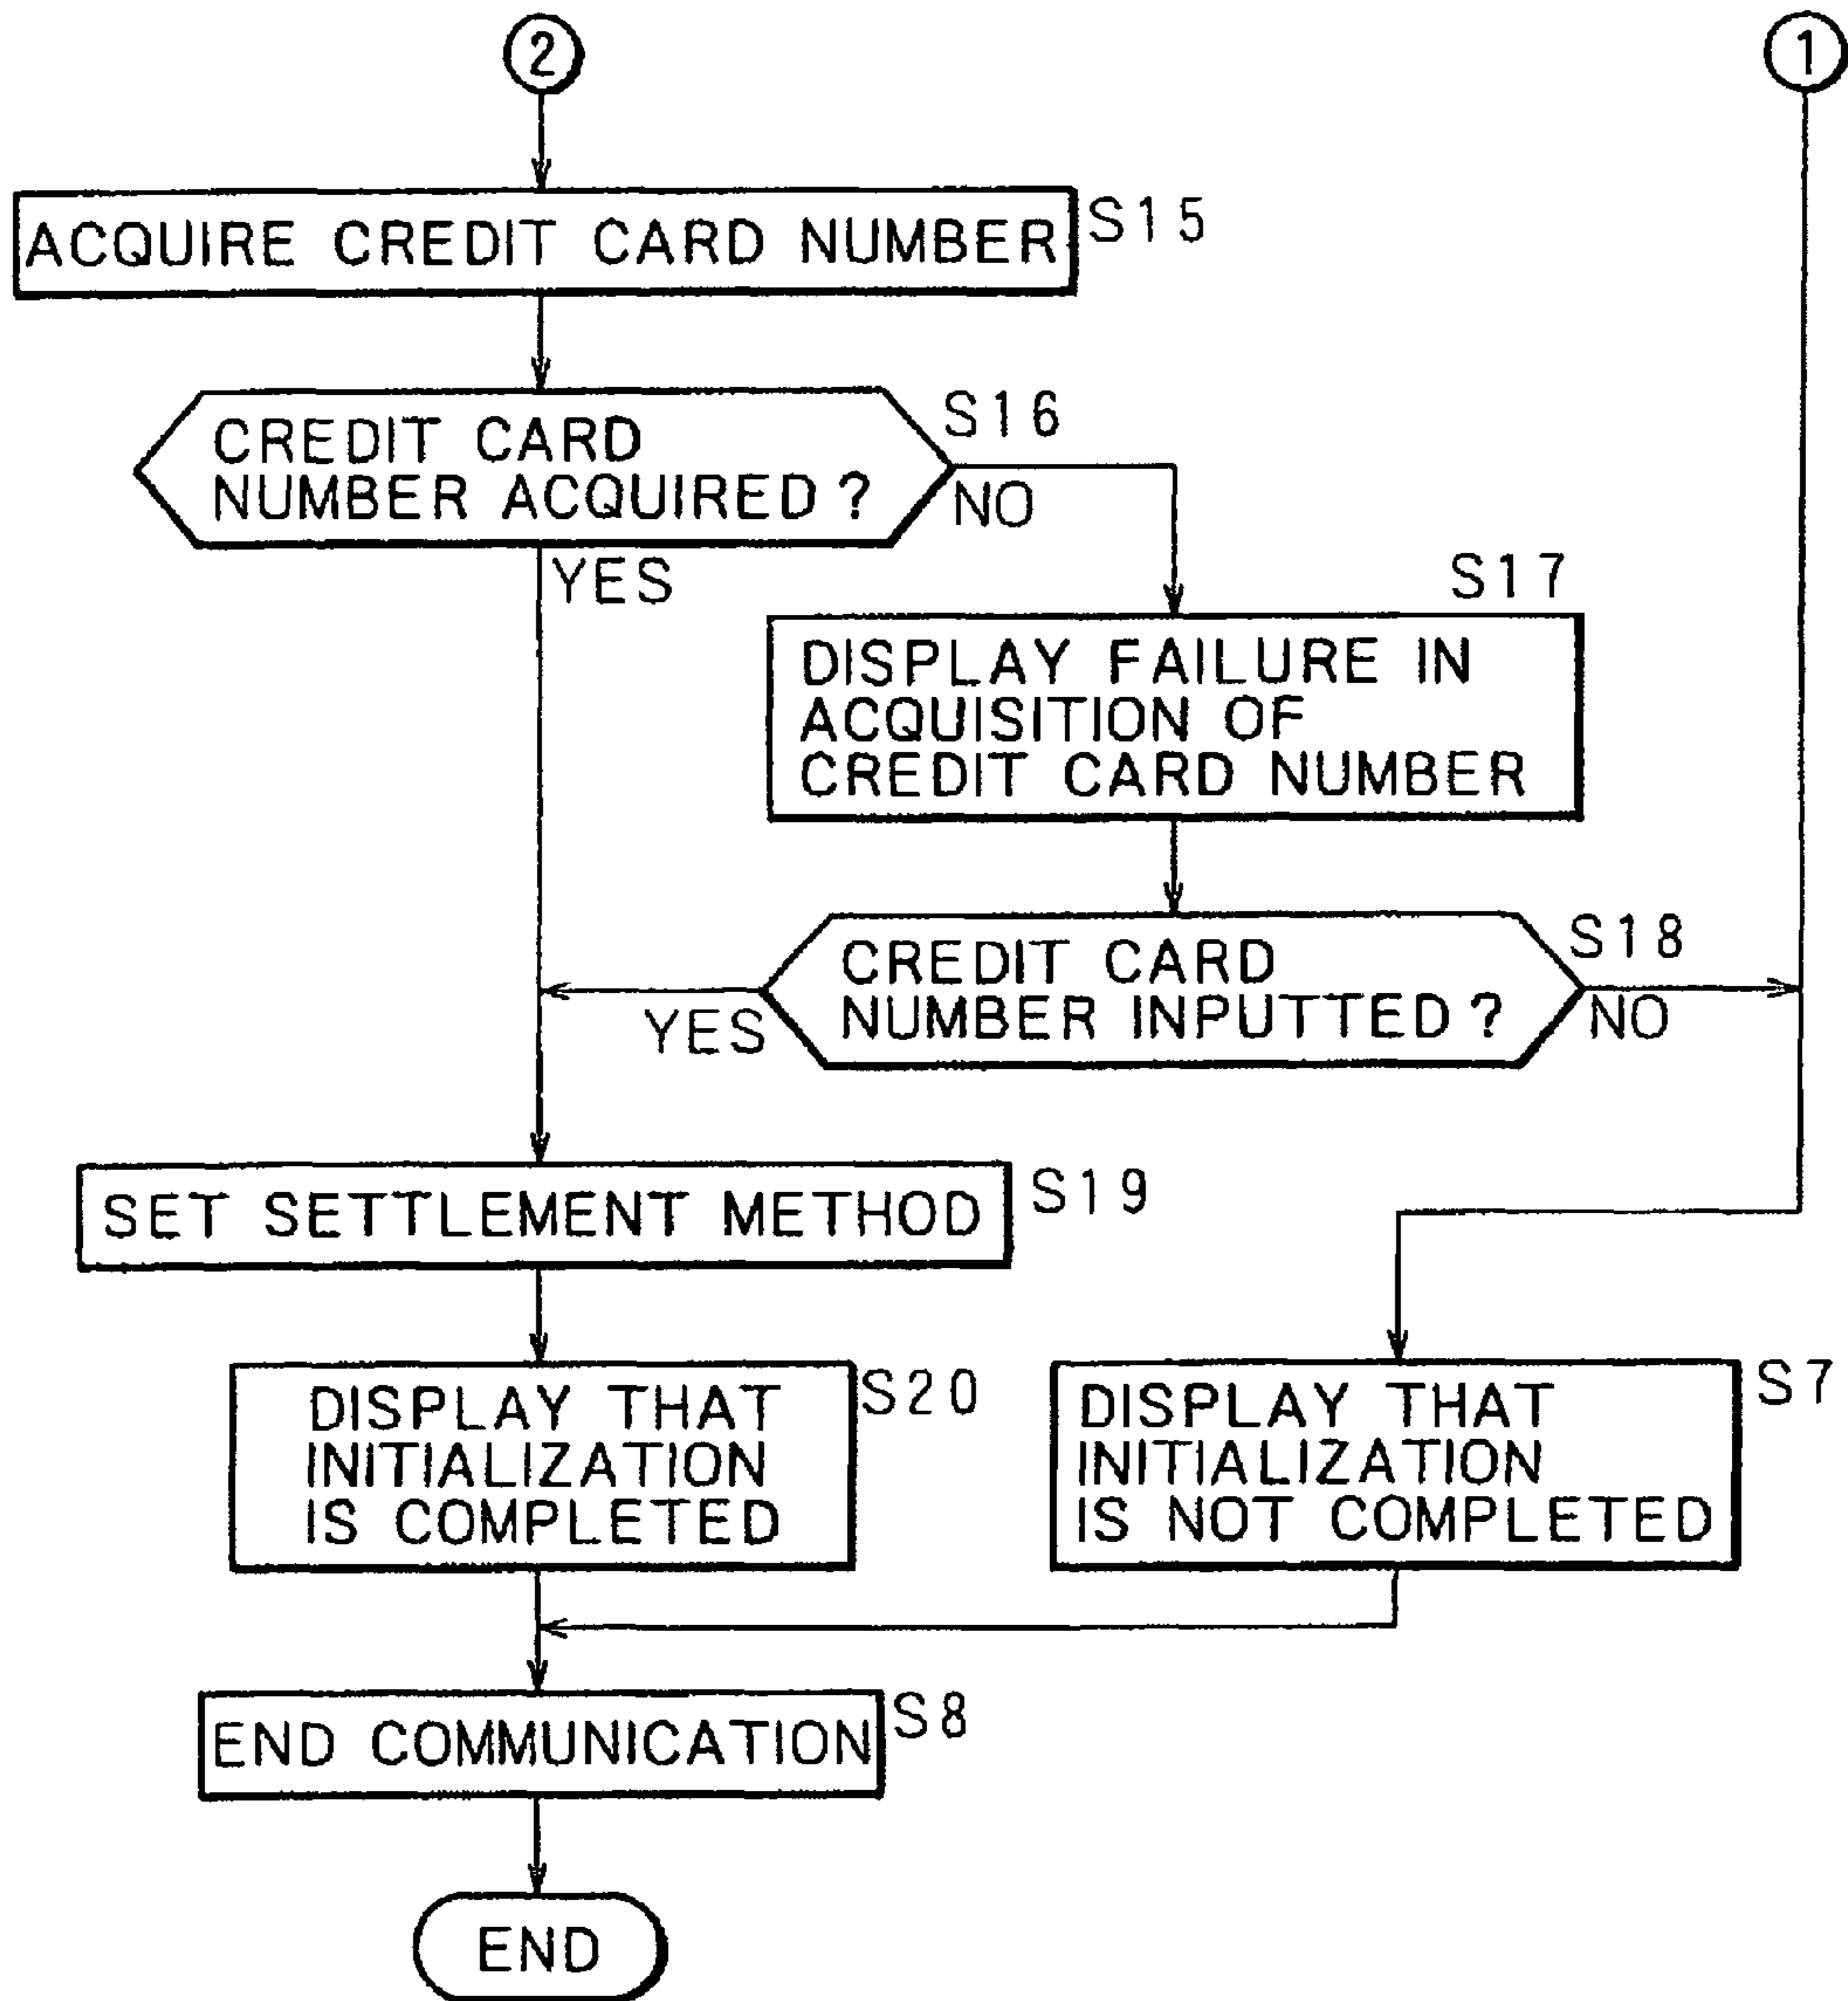 2
1
ACQUIRE CREDIT CARD NUMBER
S15
CREDIT CARD
NUMBER ACQUIRED ?
S16
NO
YES
S17
DISPLAY FAILURE IN
ACQUISITION OF
CREDIT CARD NUMBER
CREDIT CARD
NUMBER INPUTTED ?
S18
YES
NO
SET SETTLEMENT METHOD
S19
DISPLAY THAT
INITIALIZATION
IS COMPLETED
S20
DISPLAY THAT
INITIALIZATION
IS NOT COMPLETED
S7
END COMMUNICATION
S8
END